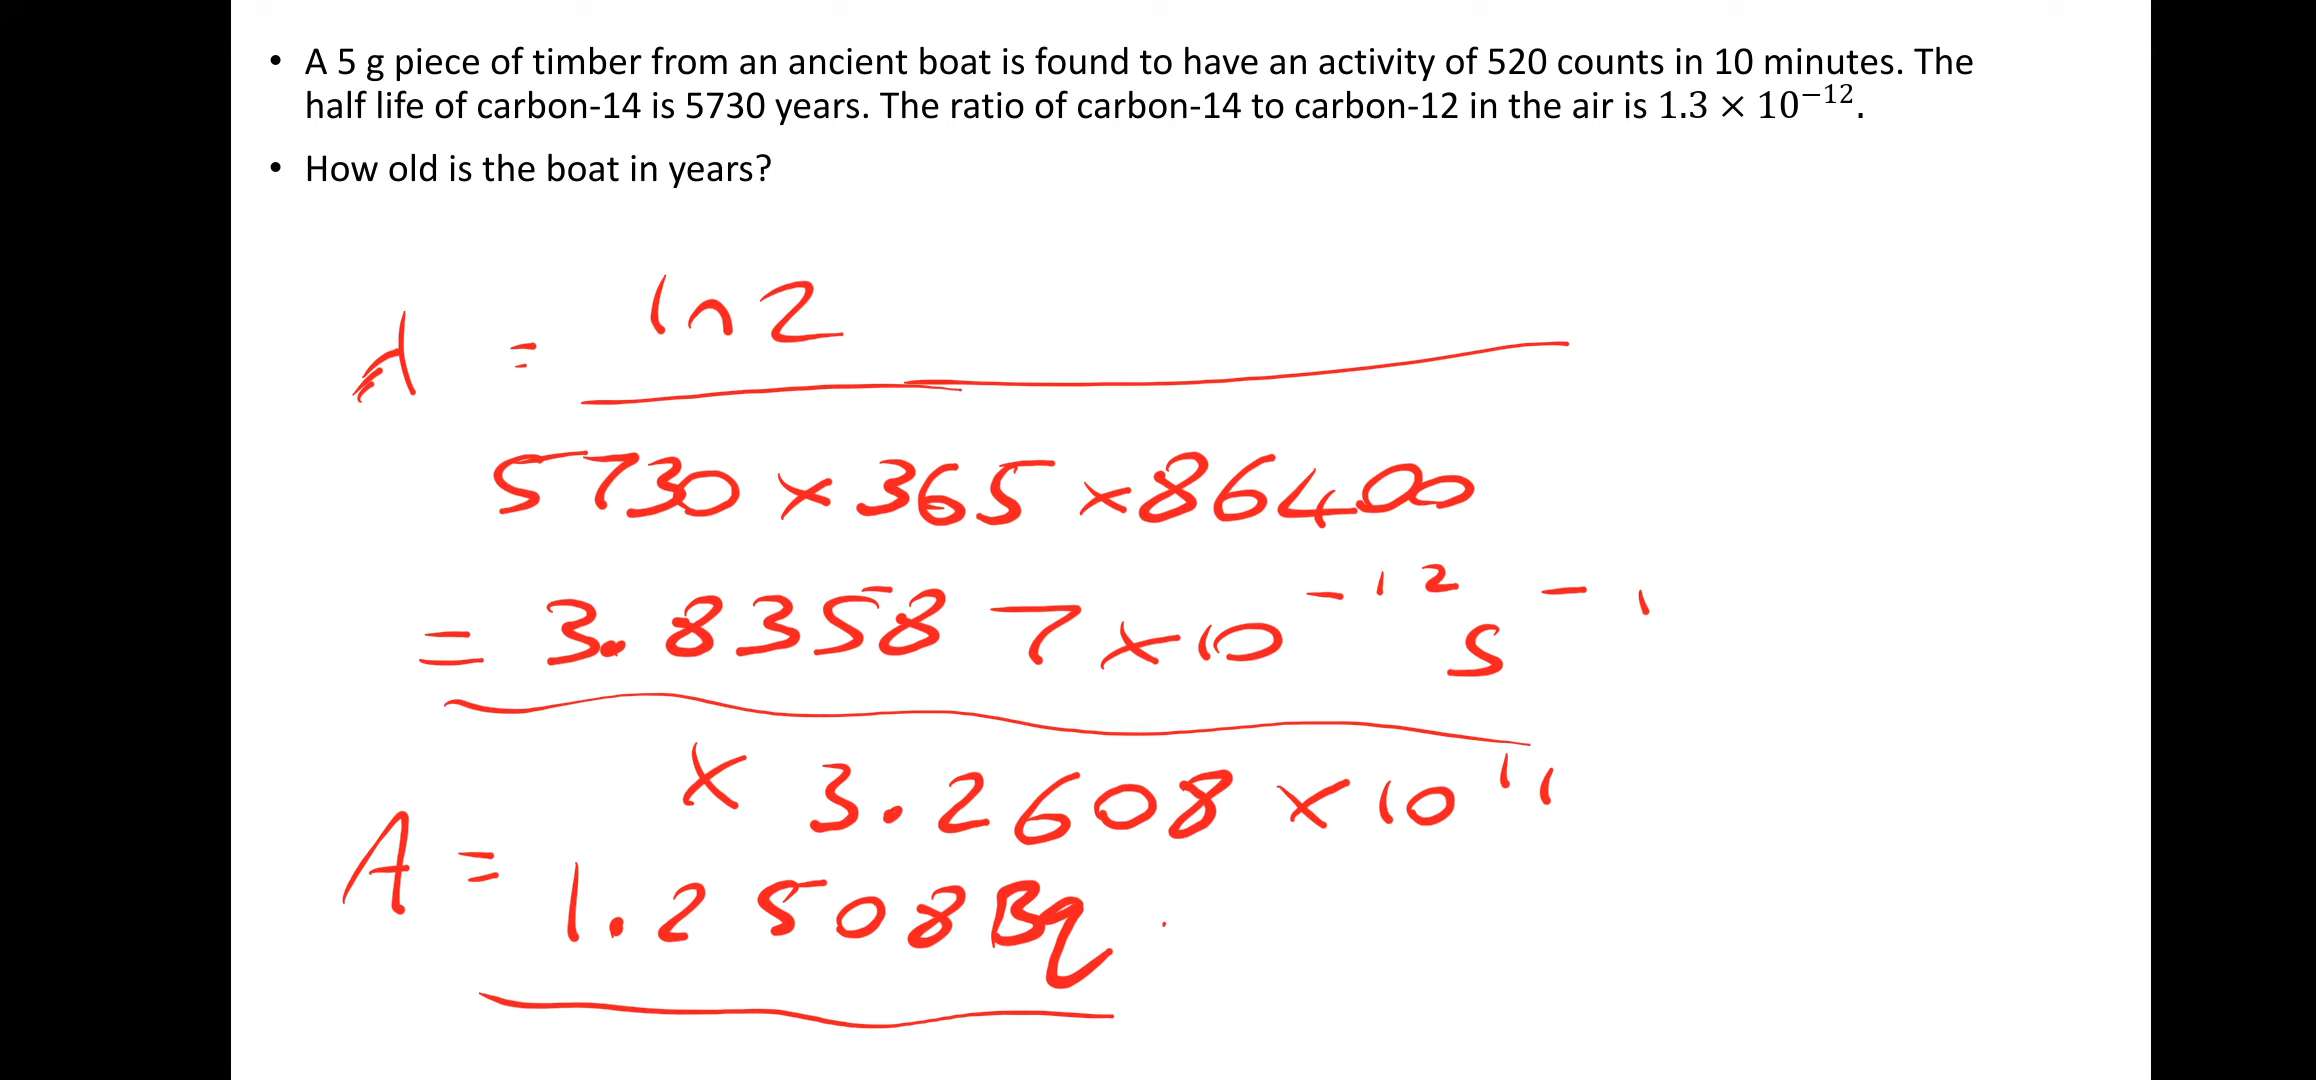 • A 5 g piece of timber from an ancient boat is found to have an activity of 520 counts in 10 minutes. The
half life of carbon-14 is 5730 years. The ratio of carbon-14 to carbon-12 in the air is 1.3 × 10⁻¹².
• How old is the boat in years?
λ = ln2
5730 × 365 × 86400
= 3.83587 × 10⁻¹² s⁻¹
× 3.2608 × 10¹¹
A = 1.2508 Bq